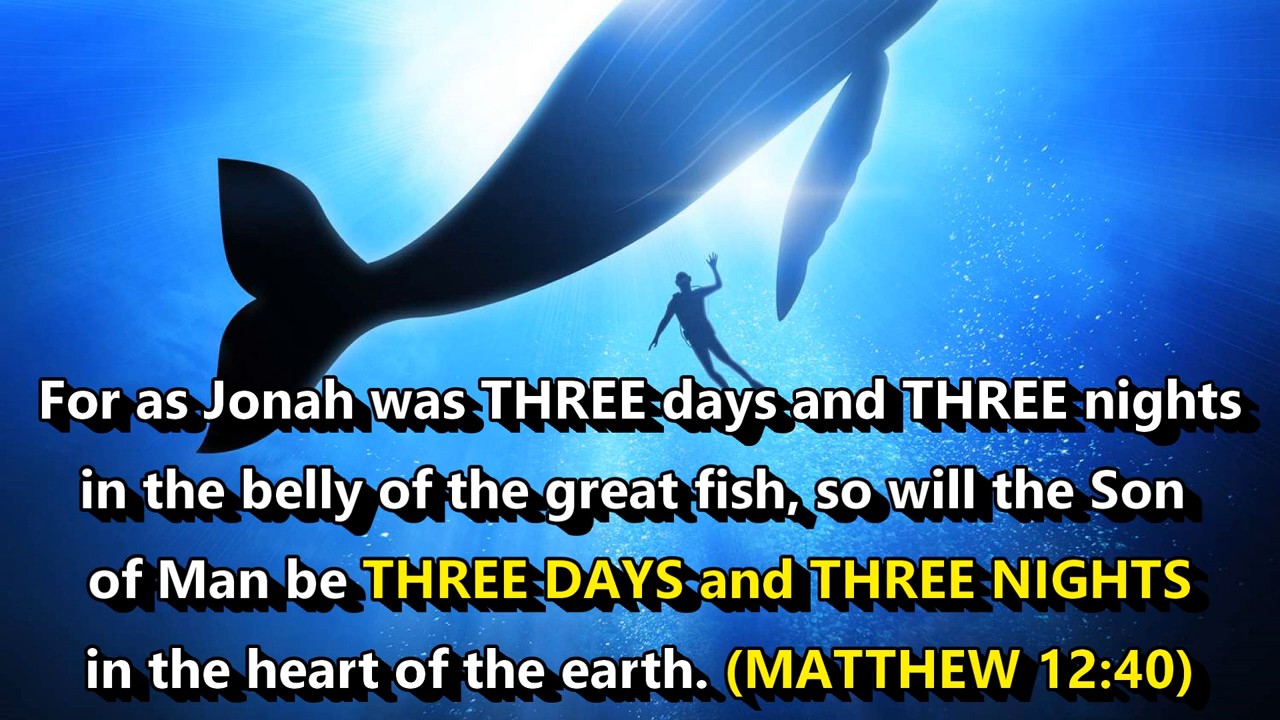 For as Jonah was THREE days and THREE nights
in the belly of the great fish, so will the Son
of Man be THREE DAYS and THREE NIGHTS
in the heart of the earth. (MATTHEW 12:40)